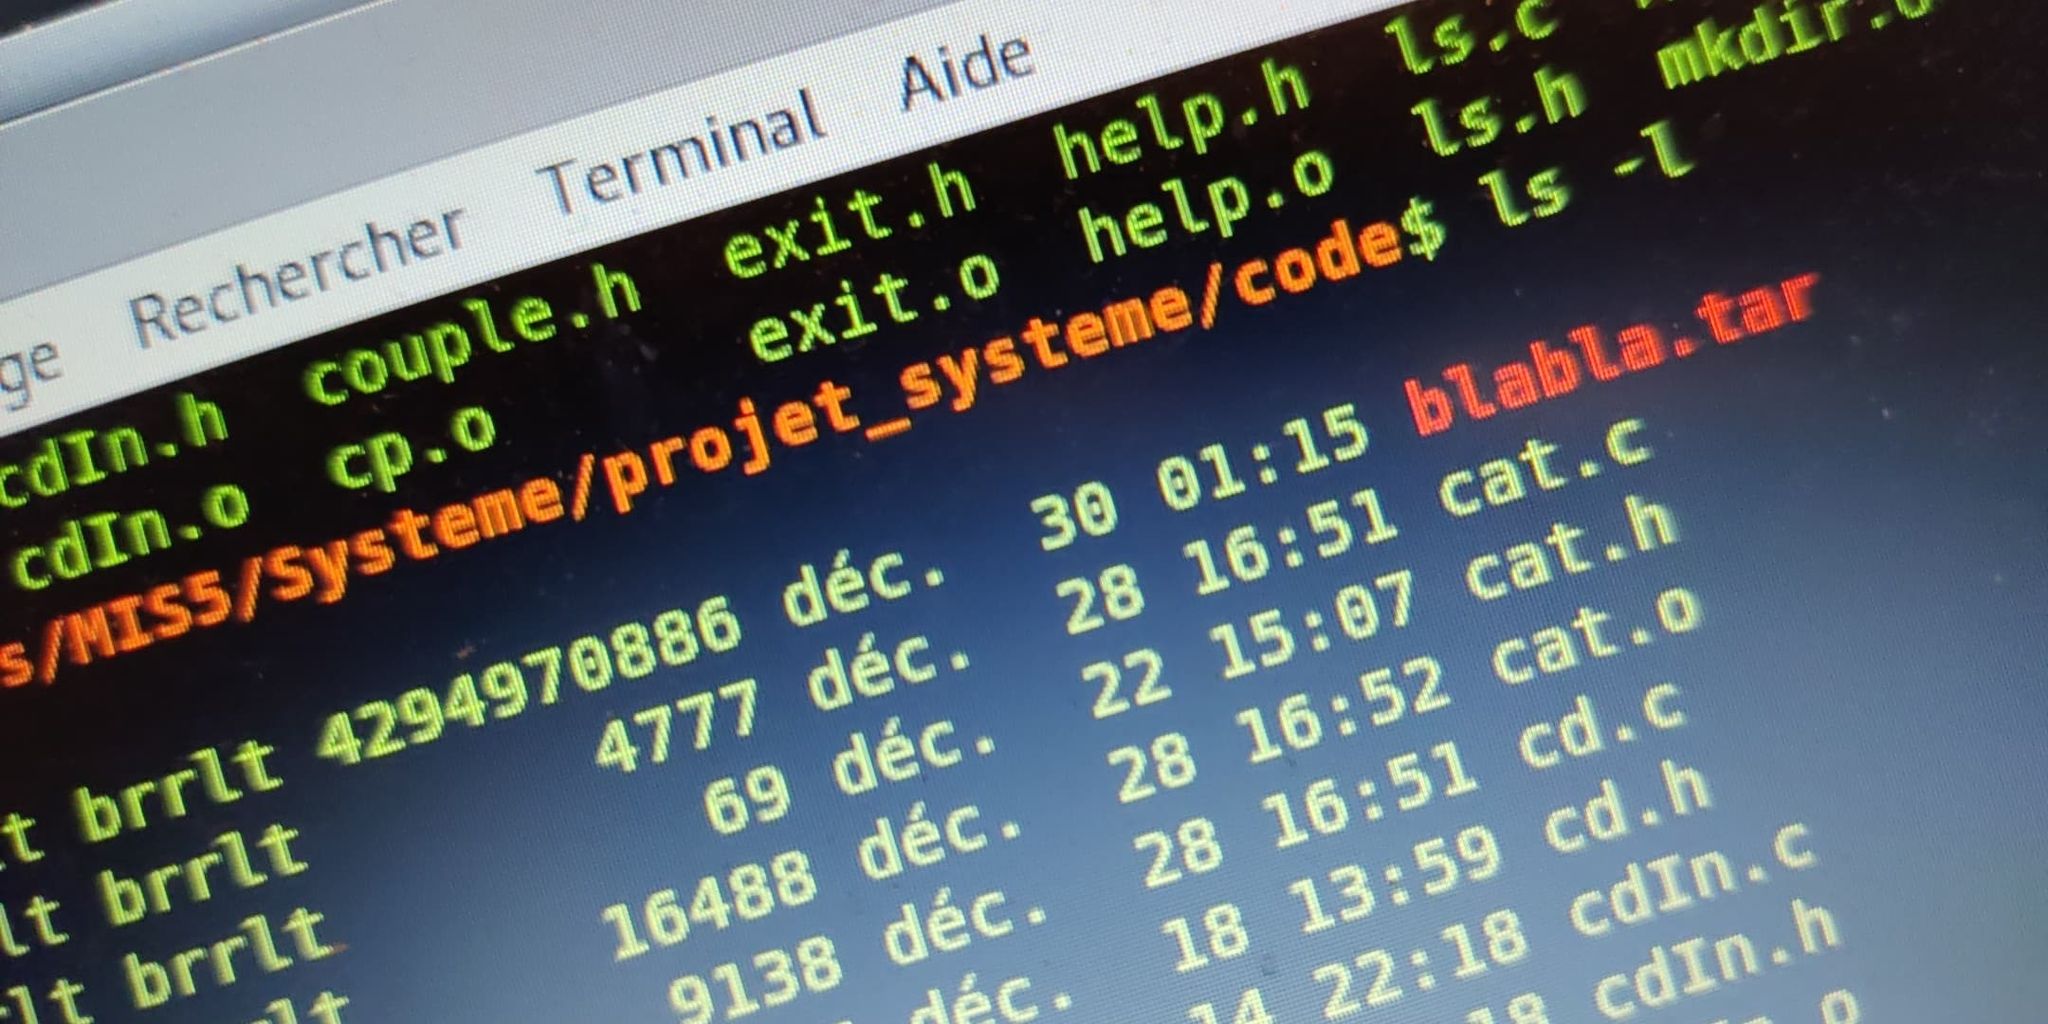 ge Rechercher Terminal Aide
cdIn.h couple.h exit.h help.h ls.c
cdIn.o cp.o exit.o help.o ls.h mkdir.o
s/MIS5/Systeme/projet_systeme/code$ ls -l
t brrlt 4294970886 déc. 30 01:15 blabla.tar
lt brrlt 4777 déc. 28 16:51 cat.c
lt brrlt 69 déc. 22 15:07 cat.h
lt 16488 déc. 28 16:52 cat.o
9138 déc. 28 16:51 cd.c
déc. 18 13:59 cd.h
14 22:18 cdIn.c
18 cdIn.h